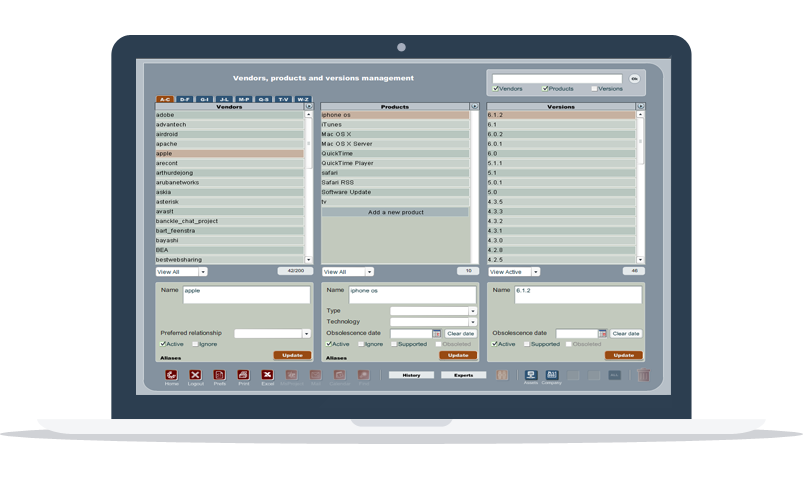 Vendors, products and versions management
Ok
Vendors Products Versions
A-C D-F G-I J-L M-P Q-S T-V W-Z
Vendors
adobe
advantech
airdroid
apache
apple
arecont
arthurdejong
arubanetworks
askia
asterisk
avaslt
banckle_chat_project
bart_feenstra
bayashi
BEA
bestwebsharing
View All 42/200
Products
iphone os
iTunes
Mac OS X
Mac OS X Server
QuickTime
QuickTime Player
safari
Safari RSS
Software Update
tv
Add a new product
View All 10
Versions
6.1.2
6.1
6.0.2
6.0.1
6.0
5.1.1
5.1
5.0.1
5.0
4.3.5
4.3.3
4.3.2
4.3.1
4.3.0
4.2.8
4.2.5
View Active 46
Name apple
Preferred relationship
Active Ignore
Aliases Update
Name iphone os
Type
Technology
Obsolescence date Clear date
Active Ignore Supported Obsoleted
Aliases Update
Name 6.1.2
Obsolescence date Clear date
Active Supported Obsoleted
Update
Home Logout Prefs Print Excel
History Experts
Assets Company